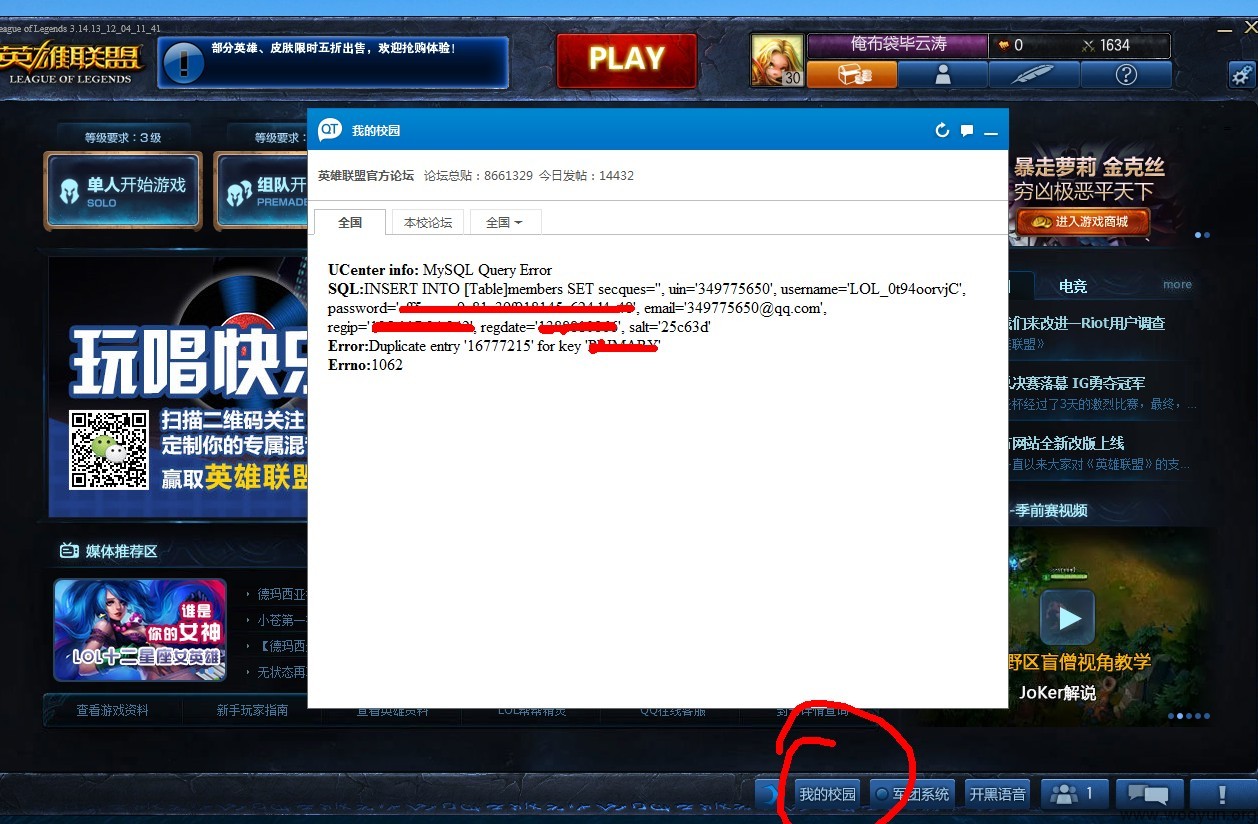 League of Legends 3.14.13_12_04_11_41
英雄联盟
LEAGUE OF LEGENDS
部分英雄、皮肤限时五折出售，欢迎抢购体验！
PLAY
30
俺布袋毕云涛
0
1634
等级要求：3级
等级要求：
单人开始游戏
SOLO
组队开
PREMADE
QT 我的校园
英雄联盟官方论坛 论坛总贴：8661329 今日发帖：14432
全国 本校论坛 全国
UCenter info: MySQL Query Error
SQL:INSERT INTO [Table]members SET secques='', uin='349775650', username='LOL_0t94oorvjC',
password=' ', email='349775650@qq.com',
regip=' ', regdate=' ', salt='25c63d'
Error:Duplicate entry '16777215' for key ' '
Errno:1062
暴走萝莉 金克丝
穷凶极恶平天下
进入游戏商城
电竞
more
们来改进—Riot用户调查
联盟》
决赛落幕 IG勇夺冠军
杯经过了3天的激烈比赛，最终，...
网站全新改版上线
直以来大家对《英雄联盟》的支...
季前赛视频
野区盲僧视角教学
JoKer解说
玩唱快乐
扫描二维码关注
定制你的专属混
赢取英雄联盟
媒体推荐区
谁是
你的女神
LOL十二星座女英雄
德玛西亚
小苍第一
【德玛西
无状态再
查看游戏资料
新手玩家指南
查看英雄资料
LOL帮帮精灵
QQ在线客服
封号详情查询
我的校园
军团系统
开黑语音
1